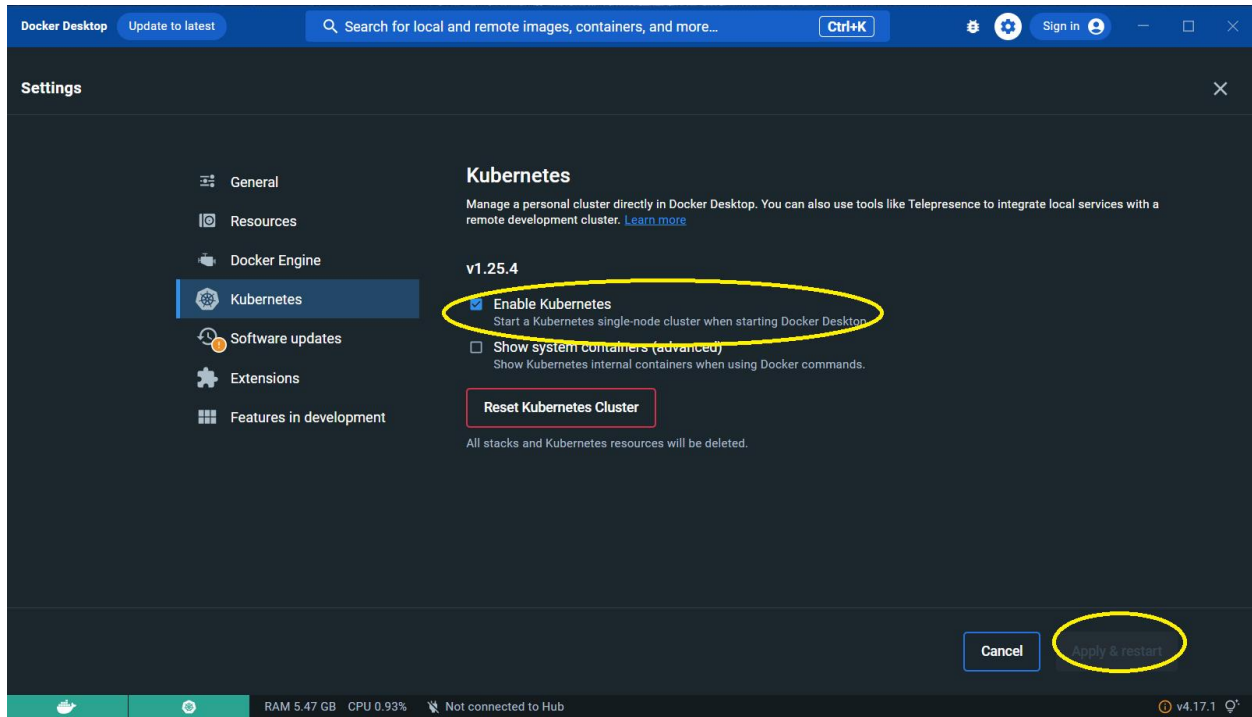 Docker Desktop Update to latest Search for local and remote images, containers, and more... Ctrl+K Sign in
Settings
General
Resources
Docker Engine
Kubernetes
Software updates
Extensions
Features in development
Kubernetes
Manage a personal cluster directly in Docker Desktop. You can also use tools like Telepresence to integrate local services with a
remote development cluster. Learn more
v1.25.4
Enable Kubernetes
Start a Kubernetes single-node cluster when starting Docker Desktop.
Show system containers (advanced)
Show Kubernetes internal containers when using Docker commands.
Reset Kubernetes Cluster
All stacks and Kubernetes resources will be deleted.
Cancel Apply & restart
RAM 5.47 GB CPU 0.93% Not connected to Hub v4.17.1